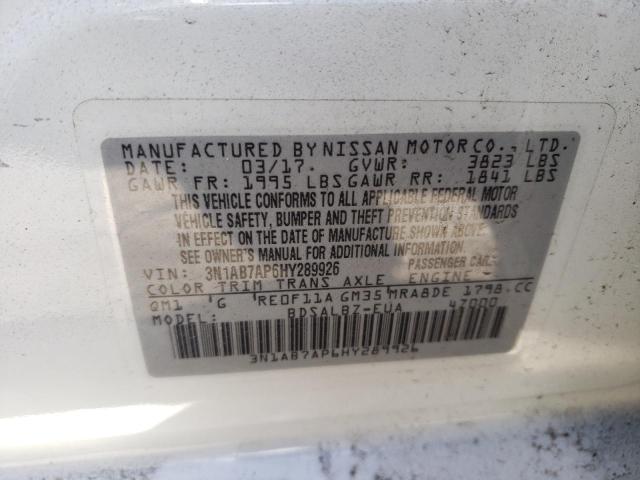 MANUFACTURED BY NISSAN MOTOR CO., LTD.
DATE: 03/17. GVWR: 3823 LBS
GAWR FR: 1995 LBS GAWR RR: 1841 LBS
THIS VEHICLE CONFORMS TO ALL APPLICABLE FEDERAL MOTOR
VEHICLE SAFETY, BUMPER AND THEFT PREVENTION STANDARDS
IN EFFECT ON THE DATE OF MANUFACTURE SHOWN ABOVE.
SEE OWNER'S MANUAL FOR ADDITIONAL INFORMATION.
VIN: 3N1AB7AP6HY289926 PASSENGER CAR
COLOR TRIM TRANS AXLE ENGINE
QM1 G RE0F11A GM35 MRA8DE 1798.CC
MODEL: BDSALBZ-EUA 47000
3N1AB7AP6HY289926